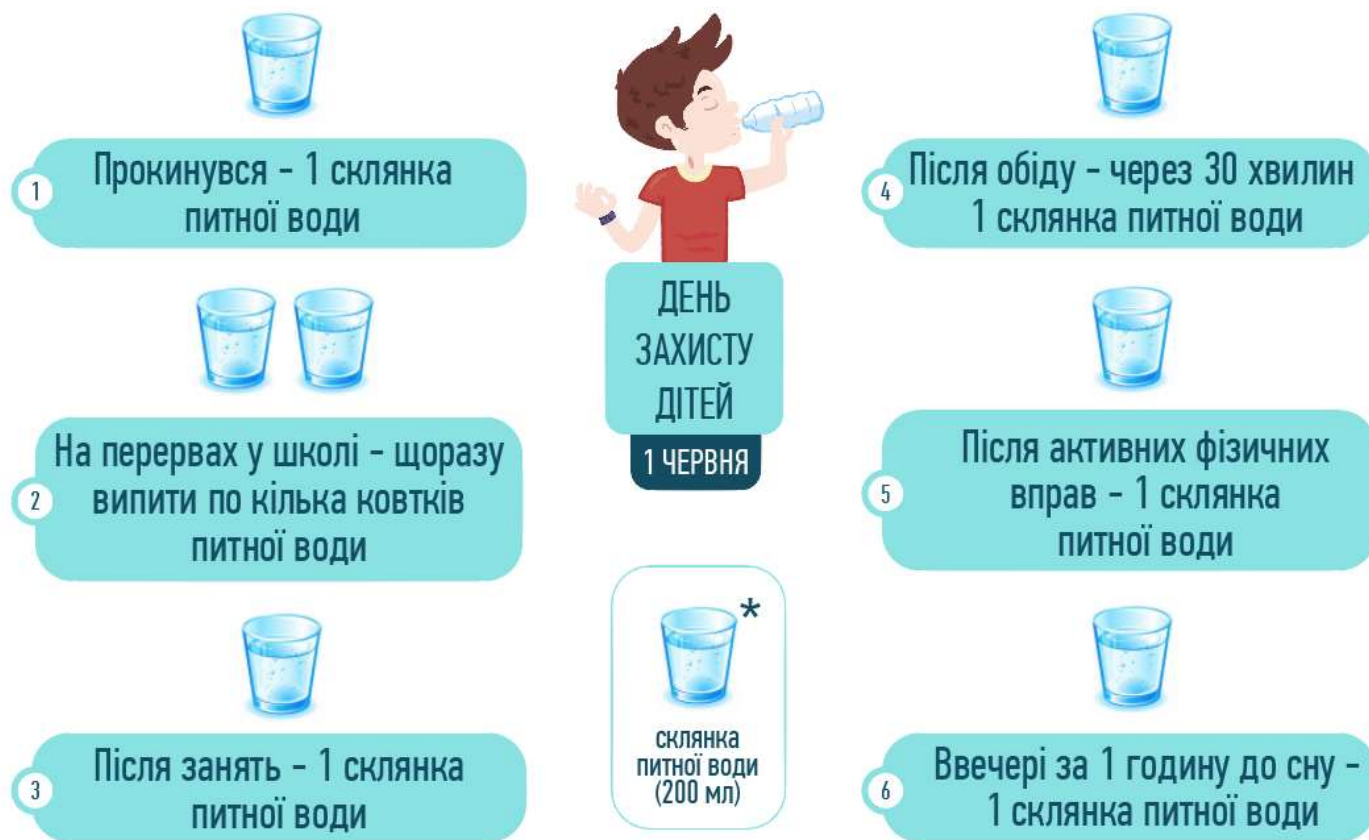 1
Прокинувся - 1 склянка
питної води
2
На перервах у школі - щоразу
випити по кілька ковтків
питної води
3
Після занять - 1 склянка
питної води
ДЕНЬ
ЗАХИСТУ
ДІТЕЙ
1 ЧЕРВНЯ
*
склянка
питної води
(200 мл)
4
Після обіду - через 30 хвилин
1 склянка питної води
5
Після активних фізичних
вправ - 1 склянка
питної води
6
Ввечері за 1 годину до сну -
1 склянка питної води